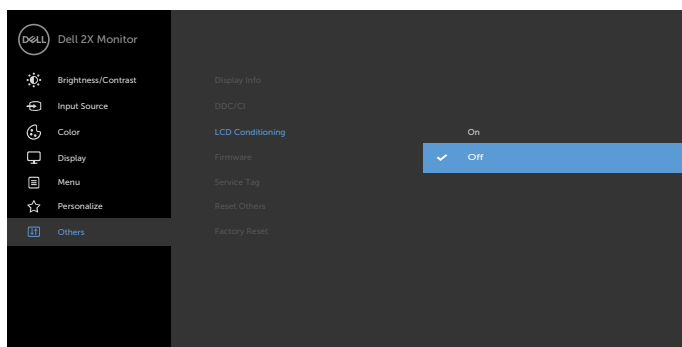 DELL Dell 2X Monitor
Brightness/Contrast
Input Source
Color
Display
Menu
Personalize
Others
Display Info
DDC/CI
LCD Conditioning
Firmware
Service Tag
Reset Others
Factory Reset
On
Off